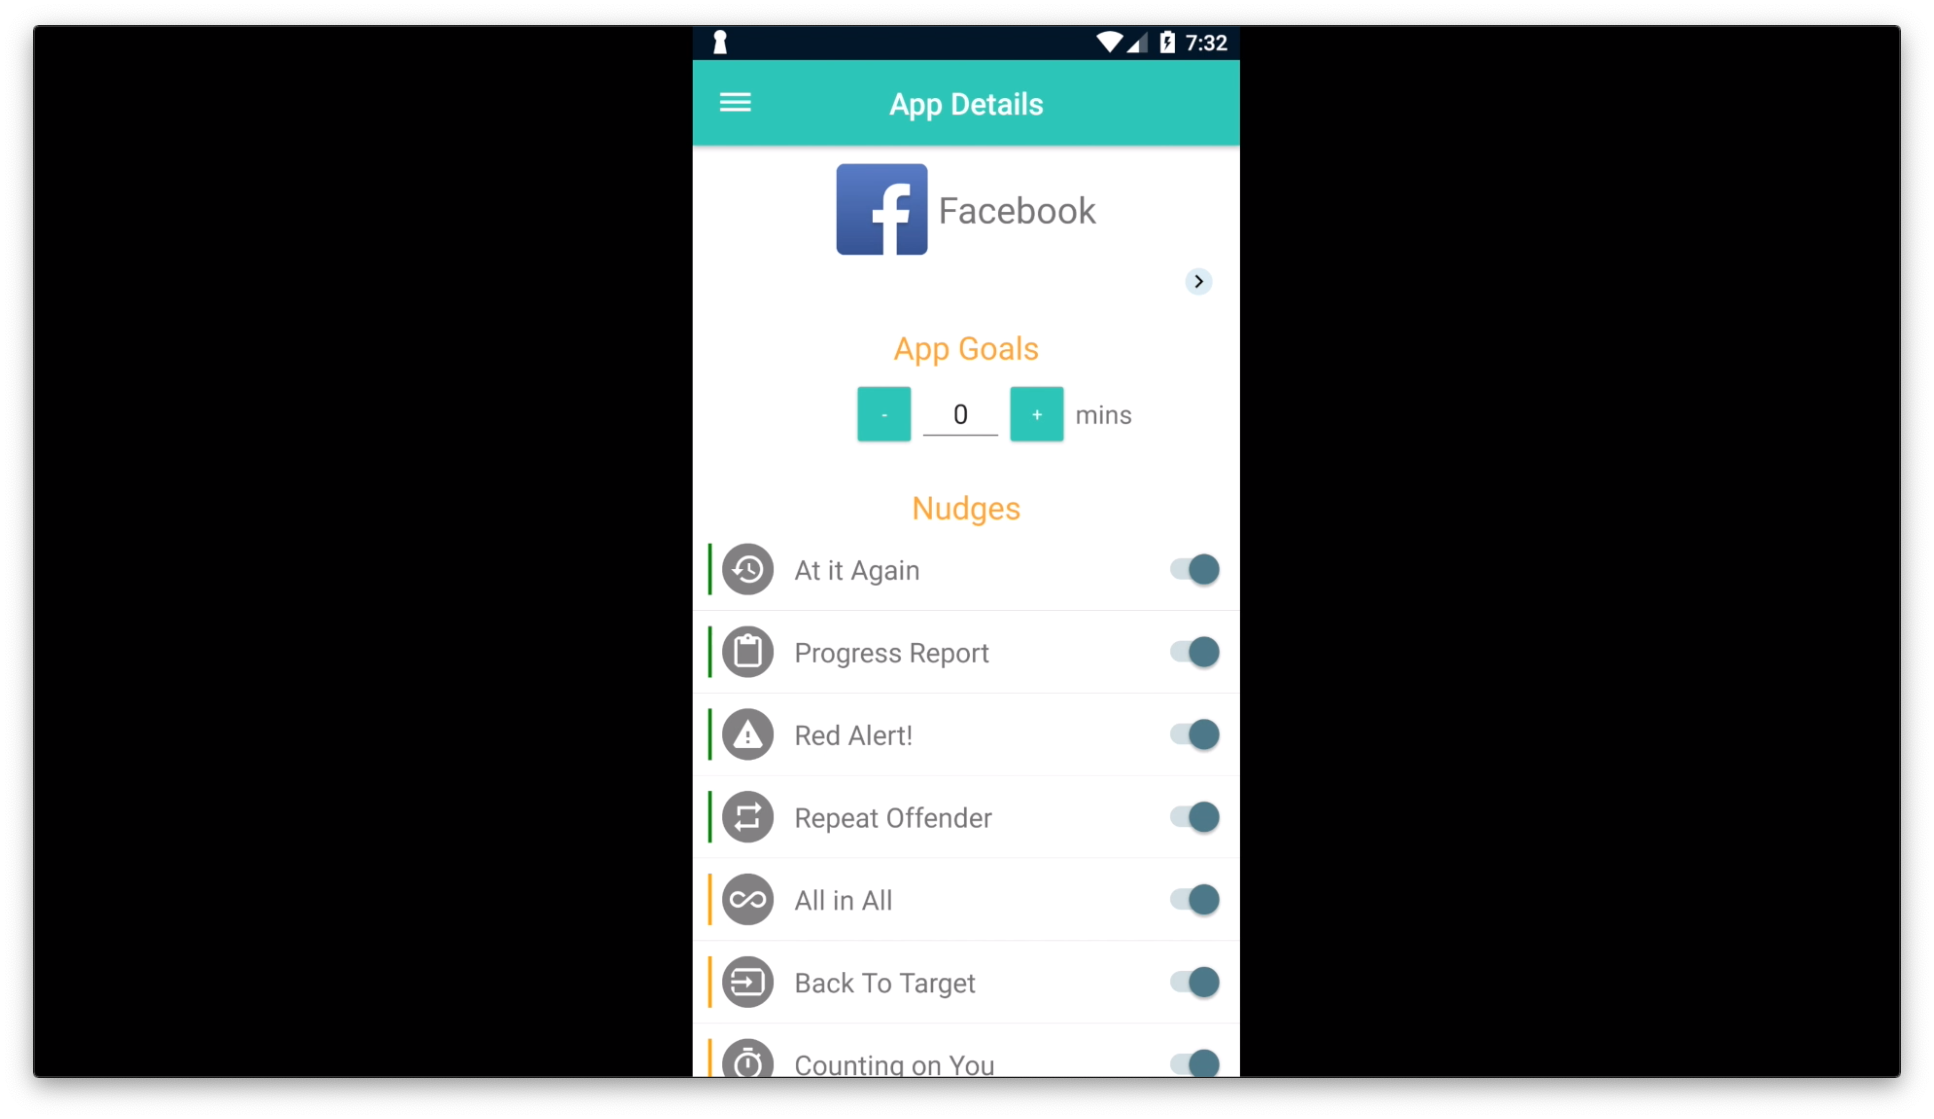 7:32
App Details
Facebook
App Goals
- 0 + mins
Nudges
At it Again
Progress Report
Red Alert!
Repeat Offender
All in All
Back To Target
Counting on You